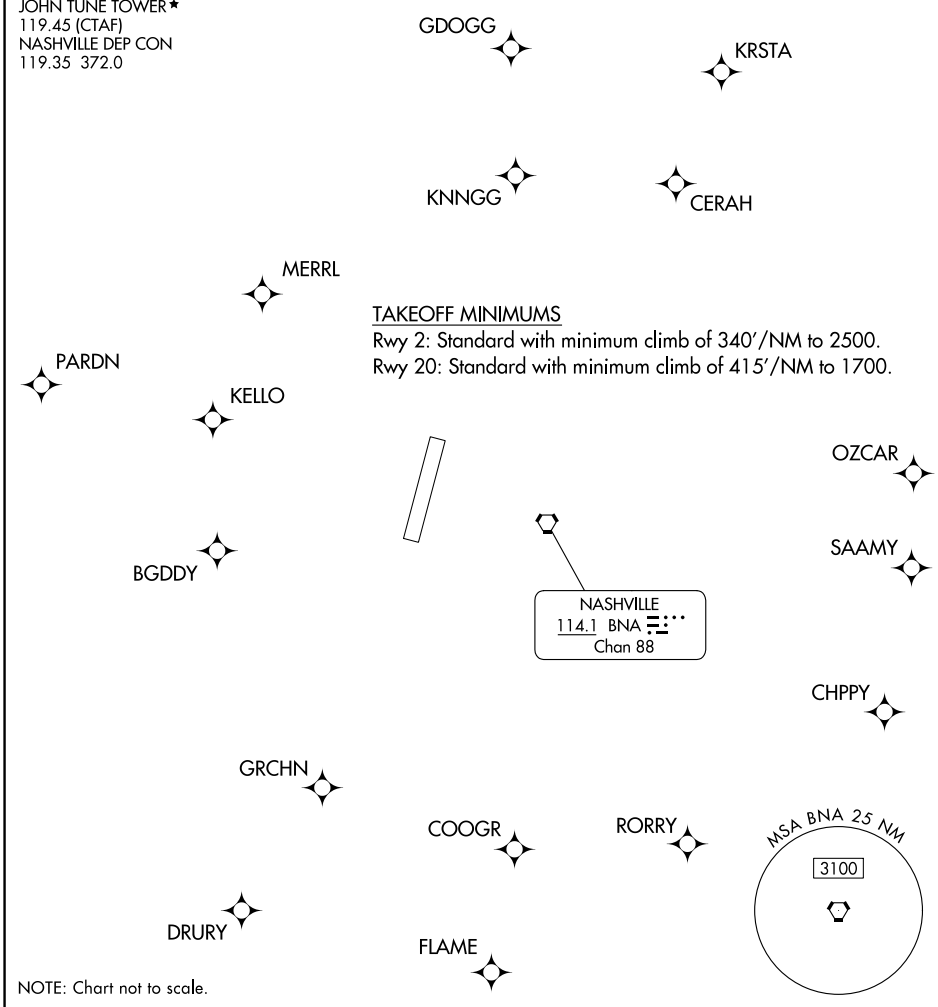 JOHN TUNE TOWER★
119.45 (CTAF)
NASHVILLE DEP CON
119.35 372.0
GDOGG
KRSTA
KNNGG
CERAH
MERRL
TAKEOFF MINIMUMS
Rwy 2: Standard with minimum climb of 340'/NM to 2500.
Rwy 20: Standard with minimum climb of 415'/NM to 1700.
PARDN
KELLO
OZCAR
BGDDY
SAAMY
NASHVILLE
114.1 BNA
Chan 88
CHPPY
GRCHN
COOGR
RORRY
MSA BNA 25 NM
3100
DRURY
FLAME
NOTE: Chart not to scale.